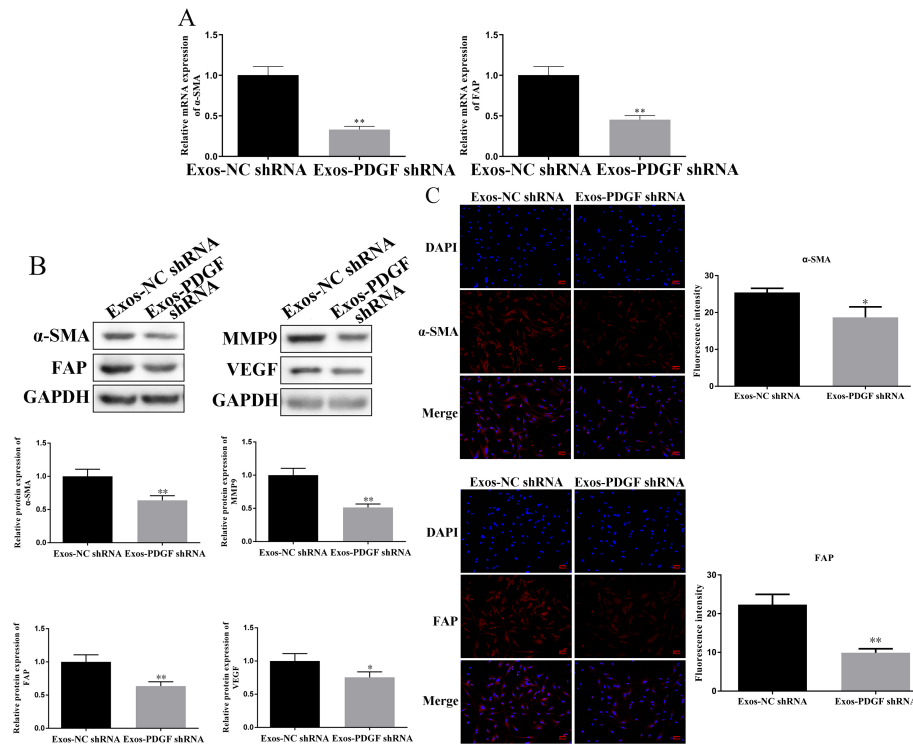 A
Relative mRNA expression
of α-SMA
1.5
1.0
0.5
0.0
**
Exos-NC shRNA Exos-PDGF shRNA
Relative mRNA expression
of FAP
1.5
1.0
0.5
0.0
**
Exos-NC shRNA Exos-PDGF shRNA
B
Exos-NC shRNA
Exos-PDGF
shRNA
α-SMA
FAP
GAPDH
Exos-NC shRNA
Exos-PDGF
shRNA
MMP9
VEGF
GAPDH
Relative protein expression of
α-SMA
1.5
1.0
0.5
0.0
**
Exos-NC shRNA Exos-PDGF shRNA
Relative protein expression of
MMP9
1.5
1.0
0.5
0.0
**
Exos-NC shRNA Exos-PDGF shRNA
Relative protein expression of
FAP
1.5
1.0
0.5
0.0
**
Exos-NC shRNA Exos-PDGF shRNA
Relative protein expression of
VEGF
1.5
1.0
0.5
0.0
*
Exos-NC shRNA Exos-PDGF shRNA
C
Exos-NC shRNA Exos-PDGF shRNA
DAPI
α-SMA
Merge
α-SMA
Fluorescence intensity
30
20
10
0
*
Exos-NC shRNA Exos-PDGF shRNA
Exos-NC shRNA Exos-PDGF shRNA
DAPI
FAP
Merge
FAP
Fluorescence intensity
30
20
10
0
**
Exos-NC shRNA Exos-PDGF shRNA